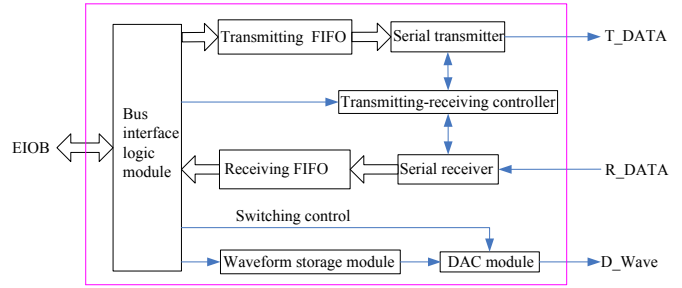 Transmitting FIFO
Serial transmitter
T_DATA
Bus
interface
logic
module
Transmitting-receiving controller
EIOB
Receiving FIFO
Serial receiver
R_DATA
Switching control
Waveform storage module
DAC module
D_Wave